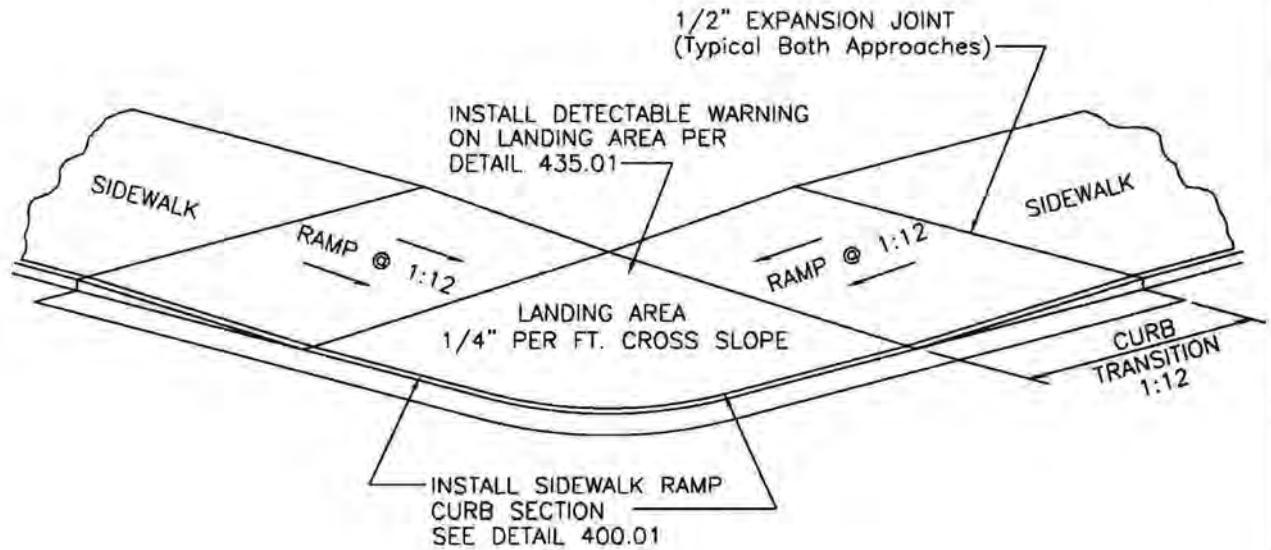 1/2" EXPANSION JOINT
(Typical Both Approaches)
INSTALL DETECTABLE WARNING
ON LANDING AREA PER
DETAIL 435.01
SIDEWALK
SIDEWALK
RAMP @ 1:12
RAMP @ 1:12
LANDING AREA
1/4" PER FT. CROSS SLOPE
CURB
TRANSITION
1:12
INSTALL SIDEWALK RAMP
CURB SECTION
SEE DETAIL 400.01